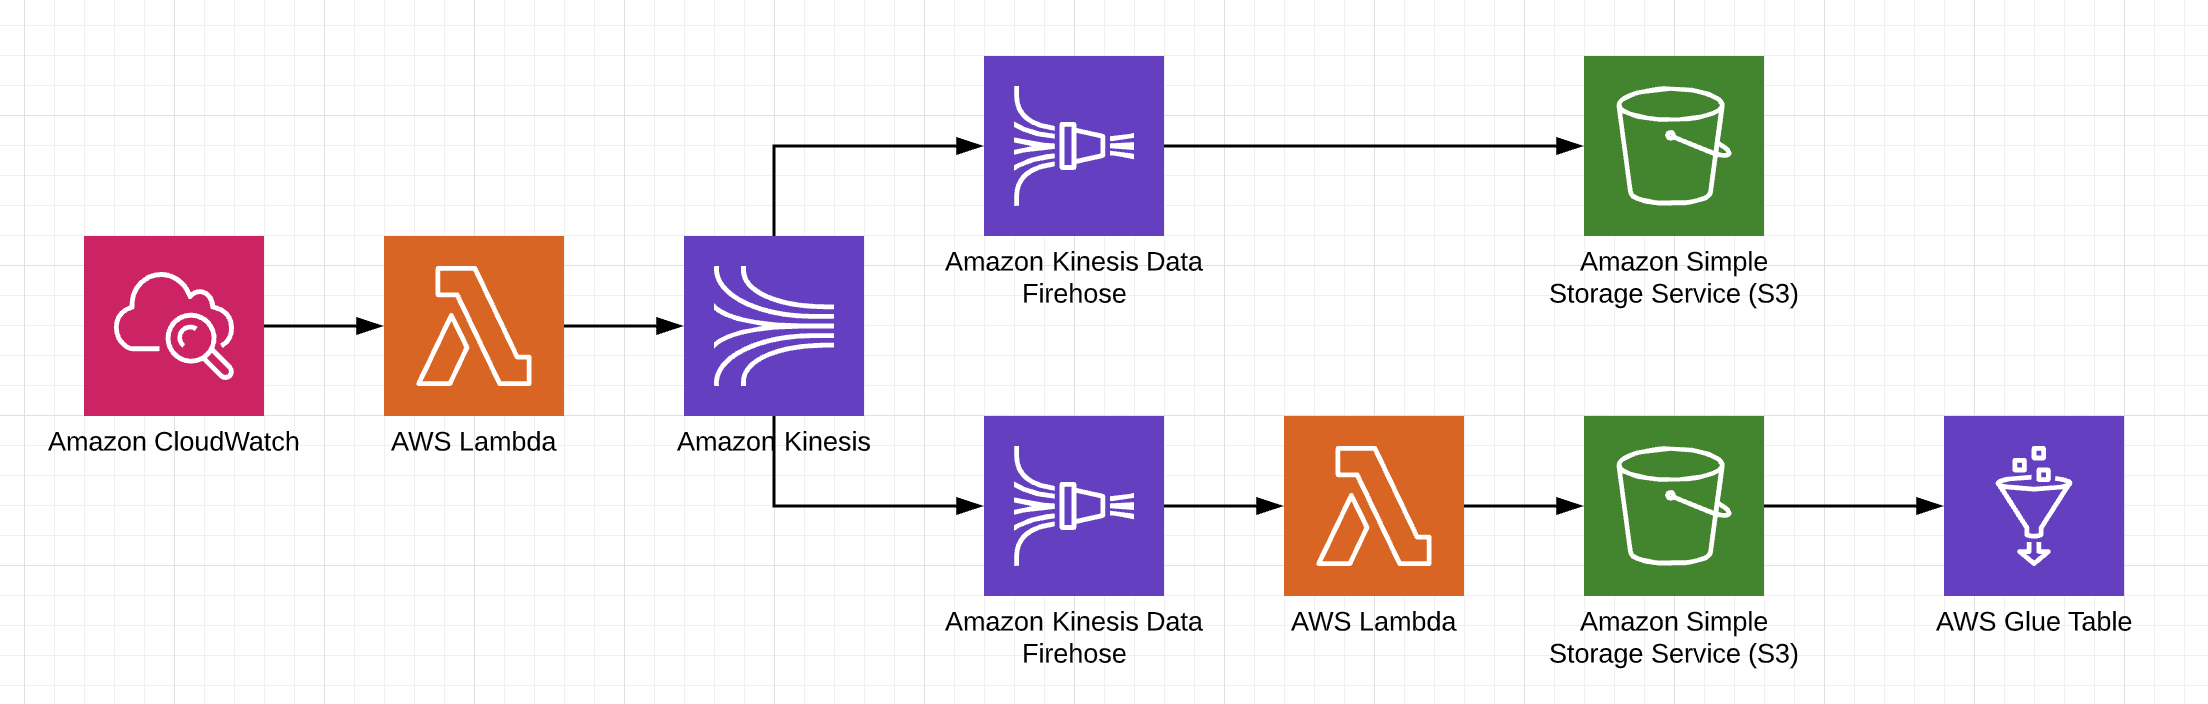 Amazon Kinesis Data
Firehose
Amazon Simple
Storage Service (S3)
Amazon CloudWatch
AWS Lambda
Amazon Kinesis
Amazon Kinesis Data
Firehose
AWS Lambda
Amazon Simple
Storage Service (S3)
AWS Glue Table